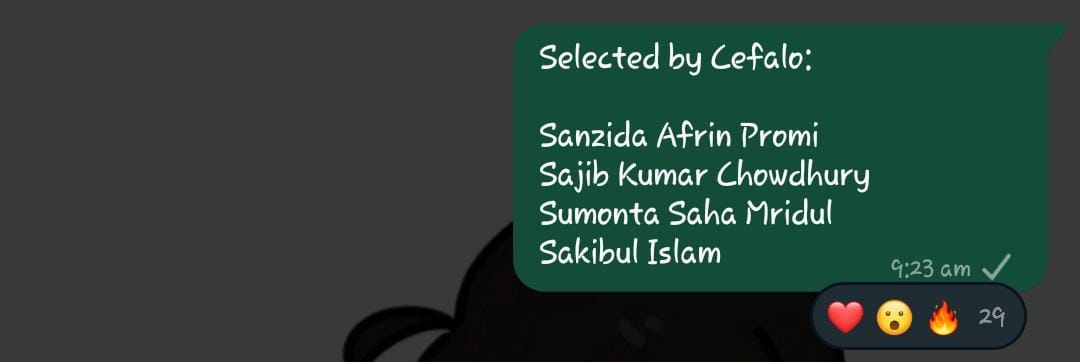 Selected by Cefalo:
Sanzida Afrin Promi
Sajib Kumar Chowdhury
Sumonta Saha Mridul
Sakibul Islam
9:23 am
29